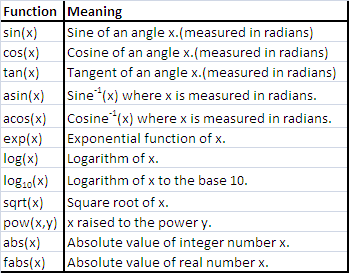 Function Meaning
sin(x) Sine of an angle x.(measured in radians)
cos(x) Cosine of an angle x.(measured in radians)
tan(x) Tangent of an angle x.(measured in radians)
asin(x) Sine⁻¹(x) where x is measured in radians.
acos(x) Cosine⁻¹(x) where x is measured in radians.
exp(x) Exponential function of x.
log(x) Logarithm of x.
log₁₀(x) Logarithm of x to the base 10.
sqrt(x) Square root of x.
pow(x,y) x raised to the power y.
abs(x) Absolute value of integer number x.
fabs(x) Absolute value of real number x.